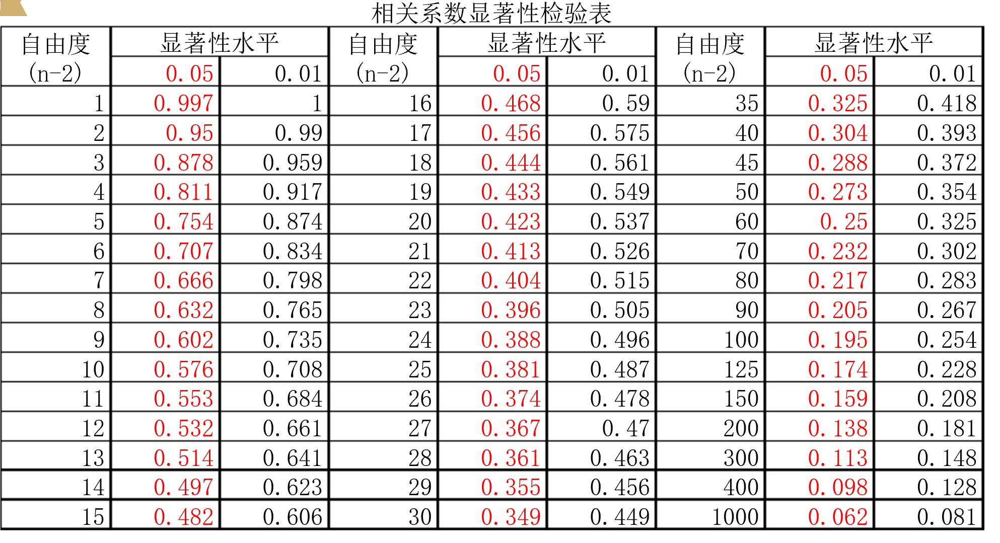 相关系数显著性检验表
自由度 显著性水平 自由度 显著性水平 自由度 显著性水平
(n-2) 0.05 0.01 (n-2) 0.05 0.01 (n-2) 0.05 0.01
1 0.997 1 16 0.468 0.59 35 0.325 0.418
2 0.95 0.99 17 0.456 0.575 40 0.304 0.393
3 0.878 0.959 18 0.444 0.561 45 0.288 0.372
4 0.811 0.917 19 0.433 0.549 50 0.273 0.354
5 0.754 0.874 20 0.423 0.537 60 0.25 0.325
6 0.707 0.834 21 0.413 0.526 70 0.232 0.302
7 0.666 0.798 22 0.404 0.515 80 0.217 0.283
8 0.632 0.765 23 0.396 0.505 90 0.205 0.267
9 0.602 0.735 24 0.388 0.496 100 0.195 0.254
10 0.576 0.708 25 0.381 0.487 125 0.174 0.228
11 0.553 0.684 26 0.374 0.478 150 0.159 0.208
12 0.532 0.661 27 0.367 0.47 200 0.138 0.181
13 0.514 0.641 28 0.361 0.463 300 0.113 0.148
14 0.497 0.623 29 0.355 0.456 400 0.098 0.128
15 0.482 0.606 30 0.349 0.449 1000 0.062 0.081